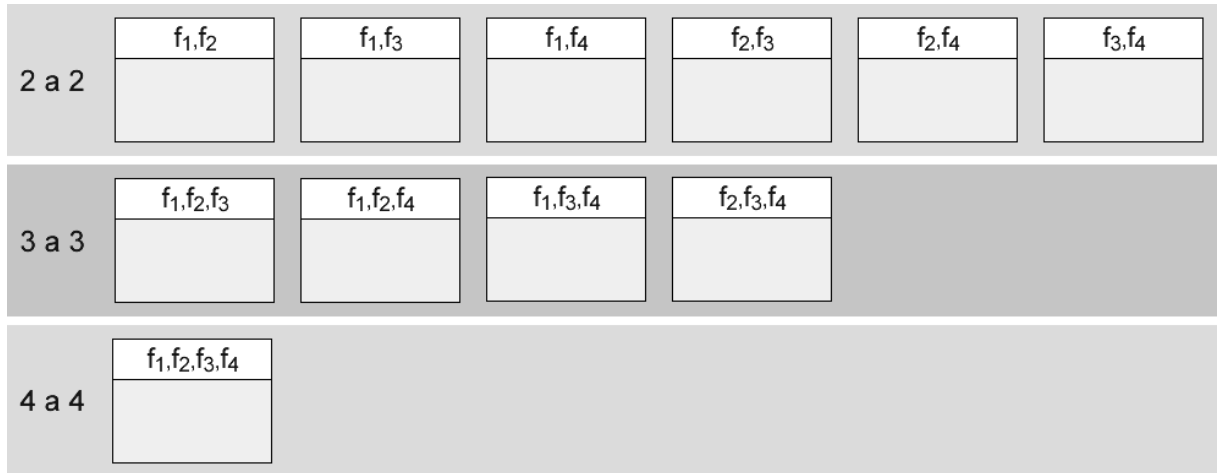 f₁,f₂ f₁,f₃ f₁,f₄ f₂,f₃ f₂,f₄ f₃,f₄
2 a 2
f₁,f₂,f₃ f₁,f₂,f₄ f₁,f₃,f₄ f₂,f₃,f₄
3 a 3
f₁,f₂,f₃,f₄
4 a 4